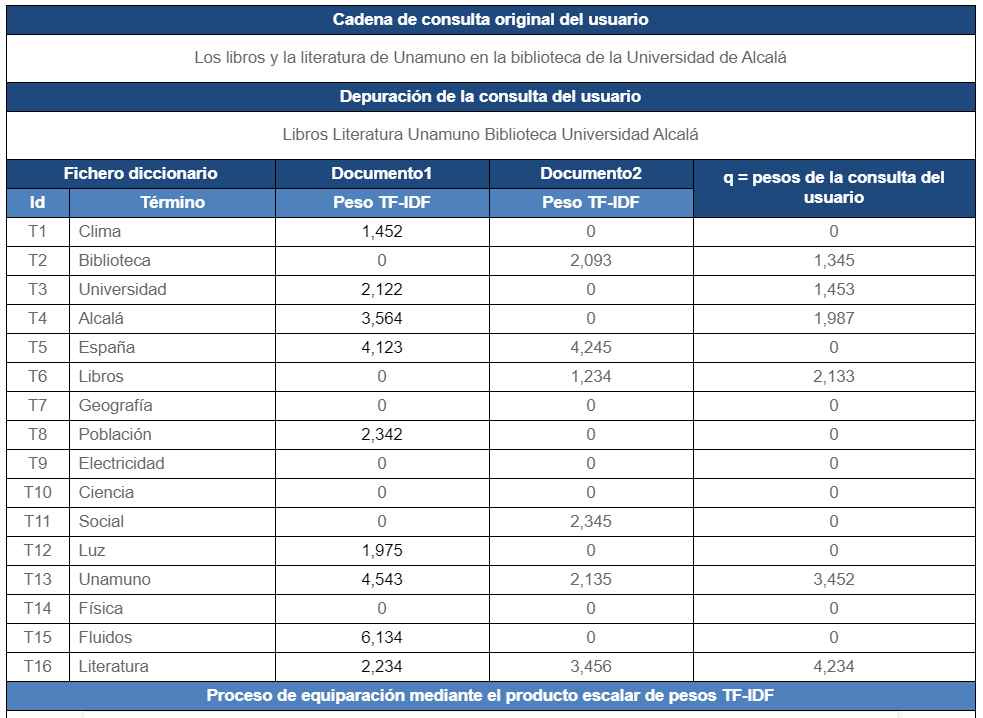 Cadena de consulta original del usuario
Los libros y la literatura de Unamuno en la biblioteca de la Universidad de Alcalá
Depuración de la consulta del usuario
Libros Literatura Unamuno Biblioteca Universidad Alcalá
Fichero diccionario Documento1 Documento2 q = pesos de la consulta del usuario
Id Término Peso TF-IDF Peso TF-IDF
T1 Clima 1,452 0 0
T2 Biblioteca 0 2,093 1,345
T3 Universidad 2,122 0 1,453
T4 Alcalá 3,564 0 1,987
T5 España 4,123 4,245 0
T6 Libros 0 1,234 2,133
T7 Geografía 0 0 0
T8 Población 2,342 0 0
T9 Electricidad 0 0 0
T10 Ciencia 0 0 0
T11 Social 0 2,345 0
T12 Luz 1,975 0 0
T13 Unamuno 4,543 2,135 3,452
T14 Física 0 0 0
T15 Fluidos 6,134 0 0
T16 Literatura 2,234 3,456 4,234
Proceso de equiparación mediante el producto escalar de pesos TF-IDF